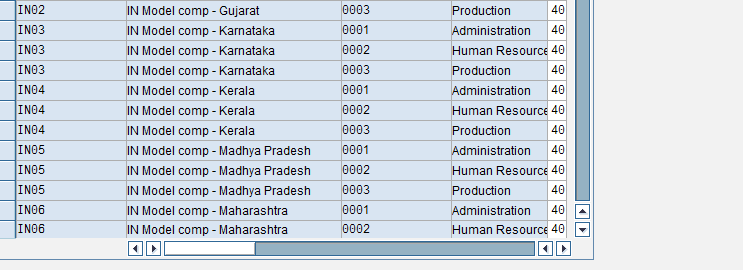 IN02 IN Model comp - Gujarat 0003 Production 40
IN03 IN Model comp - Karnataka 0001 Administration 40
IN03 IN Model comp - Karnataka 0002 Human Resource 40
IN03 IN Model comp - Karnataka 0003 Production 40
IN04 IN Model comp - Kerala 0001 Administration 40
IN04 IN Model comp - Kerala 0002 Human Resource 40
IN04 IN Model comp - Kerala 0003 Production 40
IN05 IN Model comp - Madhya Pradesh 0001 Administration 40
IN05 IN Model comp - Madhya Pradesh 0002 Human Resource 40
IN05 IN Model comp - Madhya Pradesh 0003 Production 40
IN06 IN Model comp - Maharashtra 0001 Administration 40
IN06 IN Model comp - Maharashtra 0002 Human Resource 40